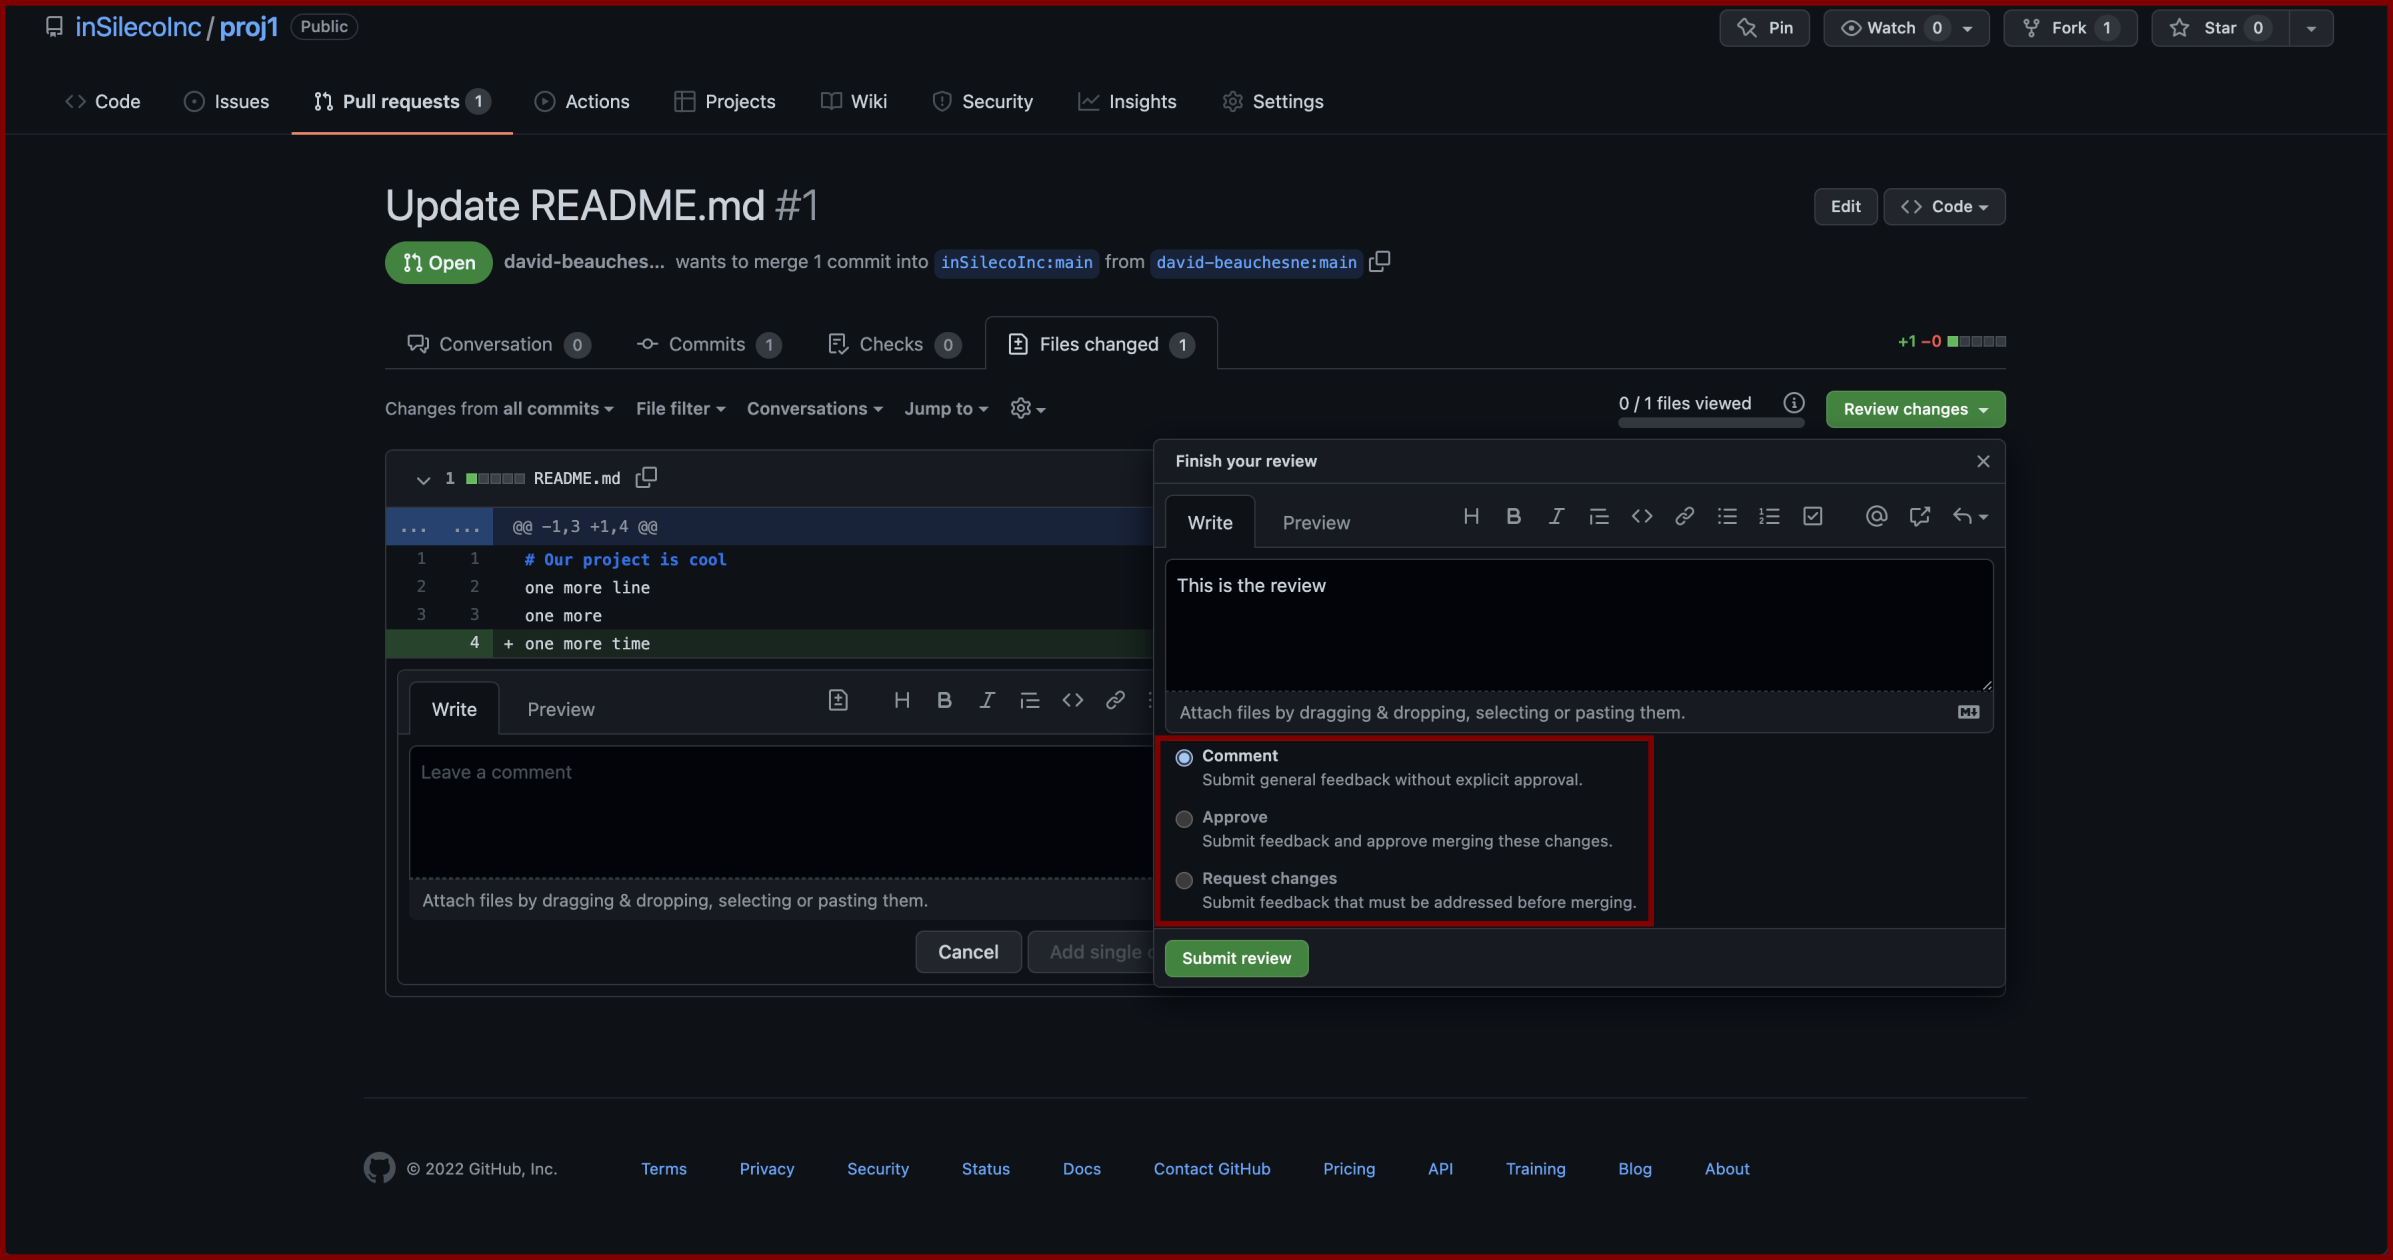 inSilecoInc / proj1 Public
Pin Watch 0 Fork 1 Star 0
Code Issues Pull requests 1 Actions Projects Wiki Security Insights Settings
Update README.md #1
Edit Code
Open david-beauches... wants to merge 1 commit into inSilecoInc:main from david-beauchesne:main
Conversation 0 Commits 1 Checks 0 Files changed 1
+1 −0
Changes from all commits File filter Conversations Jump to
0 / 1 files viewed Review changes
1 README.md
... ... @@ −1,3 +1,4 @@
1 1 # Our project is cool
2 2 one more line
3 3 one more
4 + one more time
Write Preview H B I
Leave a comment
Attach files by dragging & dropping, selecting or pasting them.
Cancel Add single
Finish your review
Write Preview H B I
This is the review
Attach files by dragging & dropping, selecting or pasting them.
Comment
Submit general feedback without explicit approval.
Approve
Submit feedback and approve merging these changes.
Request changes
Submit feedback that must be addressed before merging.
Submit review
© 2022 GitHub, Inc. Terms Privacy Security Status Docs Contact GitHub Pricing API Training Blog About